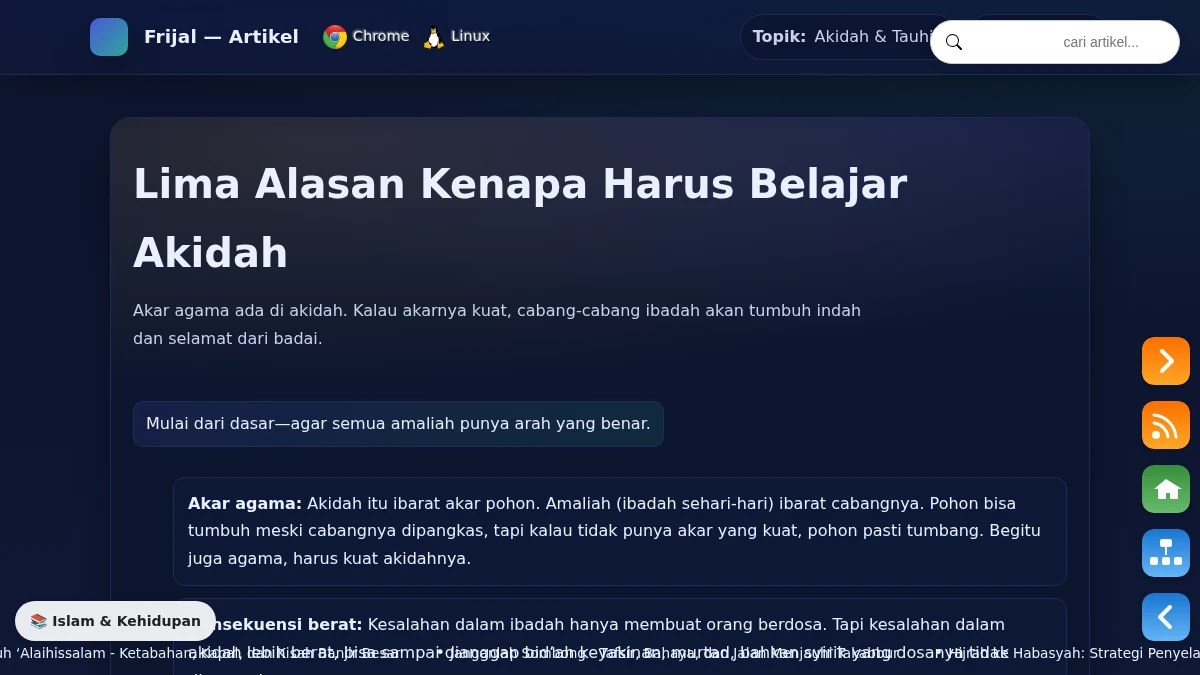 Frijal — Artikel
Chrome
Linux
Topik: Akidah & Tauhi
cari artikel...
Lima Alasan Kenapa Harus Belajar
Akidah
Akar agama ada di akidah. Kalau akarnya kuat, cabang-cabang ibadah akan tumbuh indah
dan selamat dari badai.
Mulai dari dasar—agar semua amaliah punya arah yang benar.
Akar agama: Akidah itu ibarat akar pohon. Amaliah (ibadah sehari-hari) ibarat cabangnya. Pohon bisa
tumbuh meski cabangnya dipangkas, tapi kalau tidak punya akar yang kuat, pohon pasti tumbang. Begitu
juga agama, harus kuat akidahnya.
nsekuensi berat: Kesalahan dalam ibadah hanya membuat orang berdosa. Tapi kesalahan dalam
📚 Islam & Kehidupan
‘Alaihissalam - Ketabahan,
Habasyah: Strategi